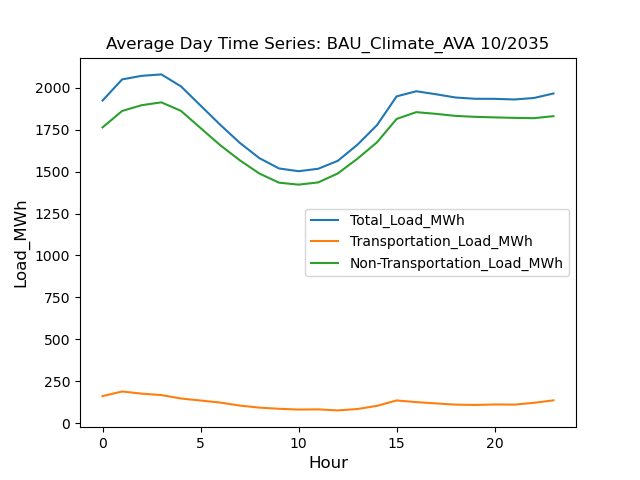 Average Day Time Series: BAU_Climate_AVA 10/2035
Load_MWh
2000
1750
1500
1250
1000
750
500
250
0
Total_Load_MWh
Transportation_Load_MWh
Non-Transportation_Load_MWh
0 5 10 15 20
Hour